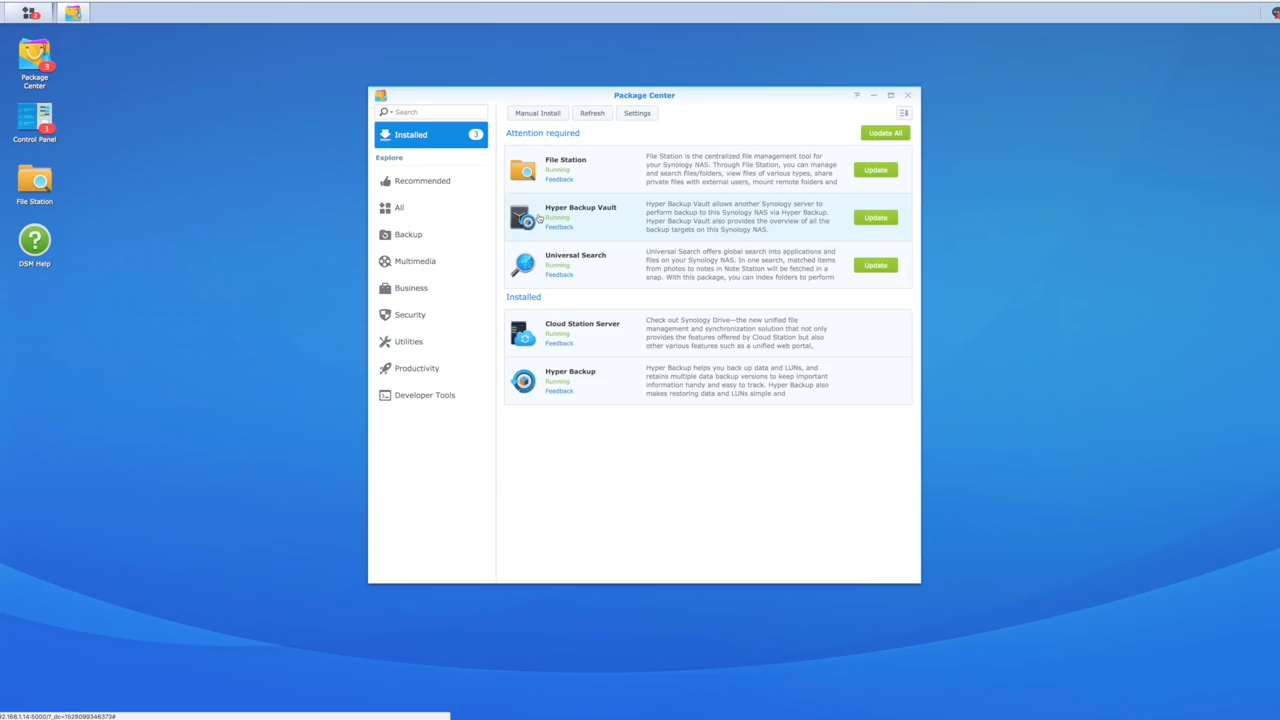 2
Package Center
3
Package
Center
1
Control Panel
File Station
?
DSM Help
Search
Installed
3
Explore
Recommended
All
Backup
Multimedia
Business
Security
Utilities
Productivity
Developer Tools
Manual Install
Refresh
Settings
Attention required
Update All
File Station
Running
Feedback
File Station is the centralized file management tool for
your Synology NAS. Through File Station, you can manage
and search files/folders, view files of various types, share
private files with external users, mount remote folders and
Update
Hyper Backup Vault
Running
Feedback
Hyper Backup Vault allows another Synology server to
perform backup to this Synology NAS via Hyper Backup.
Hyper Backup Vault also provides the overview of all the
backup targets on this Synology NAS.
Update
Universal Search
Running
Feedback
Universal Search offers global search into applications and
files on your Synology NAS. In one search, matched items
from photos to notes in Note Station will be fetched in a
snap. With this package, you can index folders to perform
Update
Installed
Cloud Station Server
Running
Feedback
Check out Synology Drive—the new unified file
management and synchronization solution that not only
provides the features offered by Cloud Station but also
other various features such as a unified web portal,
Hyper Backup
Running
Feedback
Hyper Backup helps you back up data and LUNs, and
retains multiple data backup versions to keep important
information handy and easy to track. Hyper Backup also
makes restoring data and LUNs simple and
92.168.1.14:5000/?_dc=1528099346373#